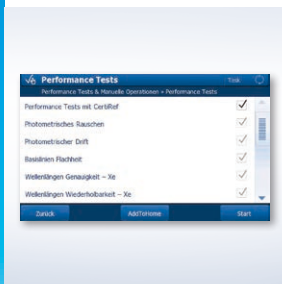 Performance Tests
Task
Performance Tests & Manuelle Operationen » Performance Tests
Performance Tests mit CertiRef
Photometrisches Rauschen
Photometrischer Drift
Basislinien Flachheit
Wellenlängen Genauigkeit – Xe
Wellenlängen Wiederholbarkeit – Xe
Zurück
AddToHome
Start